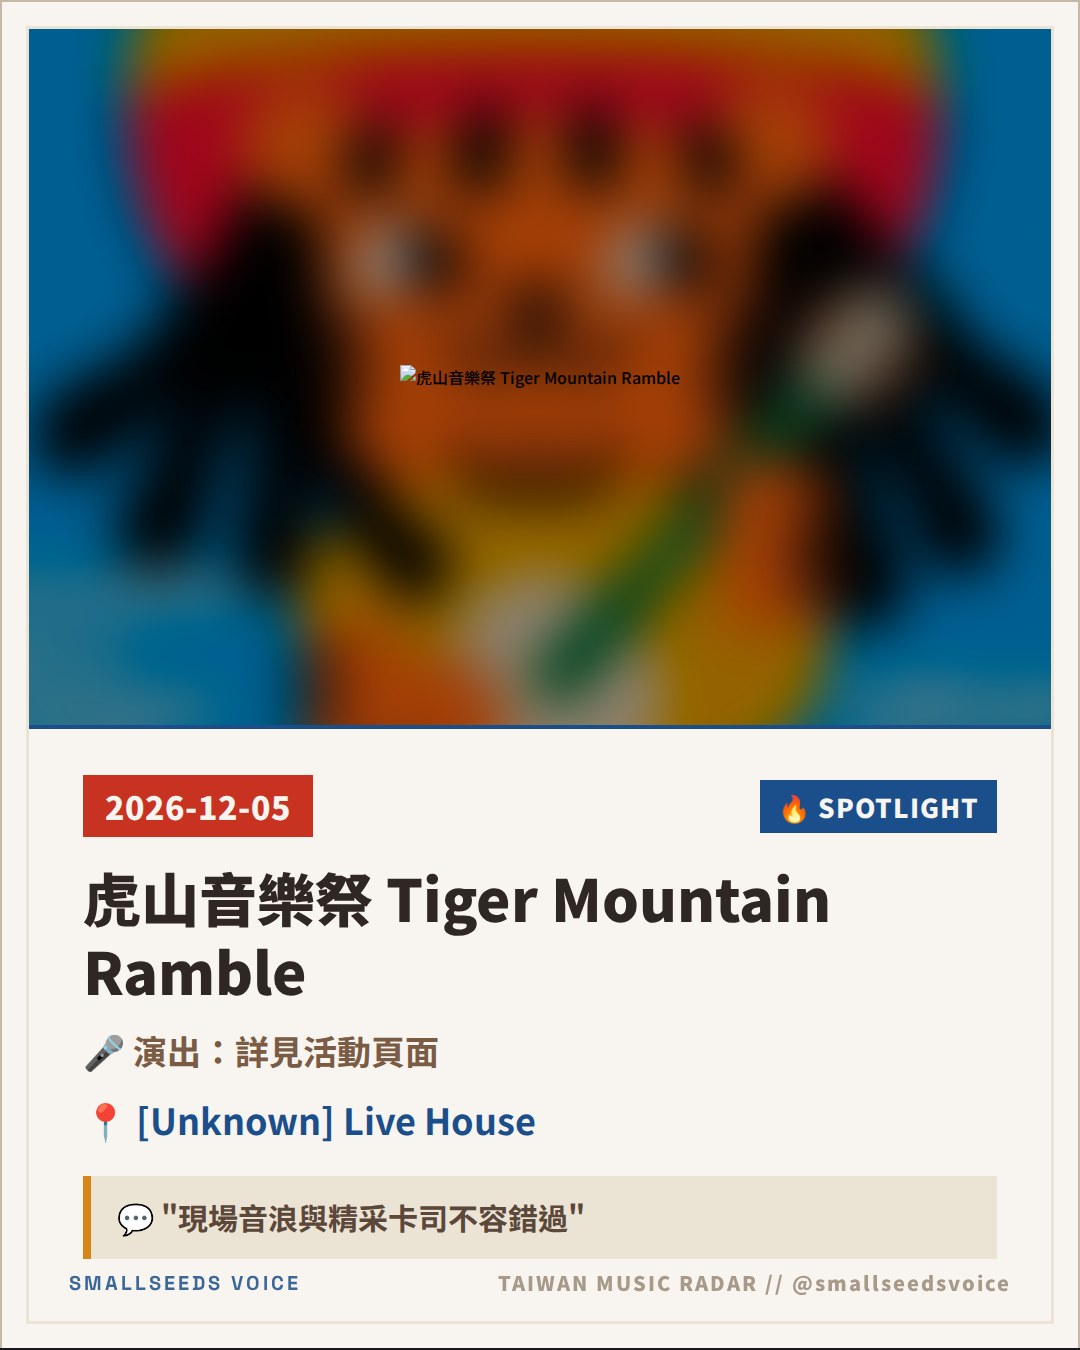 虎山音樂祭 Tiger Mountain Ramble
2026-12-05
🔥 SPOTLIGHT
虎山音樂祭 Tiger Mountain
Ramble
🎤 演出：詳見活動頁面
📍 [Unknown] Live House
💬 "現場音浪與精采卡司不容錯過"
SMALLSEEDS VOICE
TAIWAN MUSIC RADAR // @smallseedsvoice